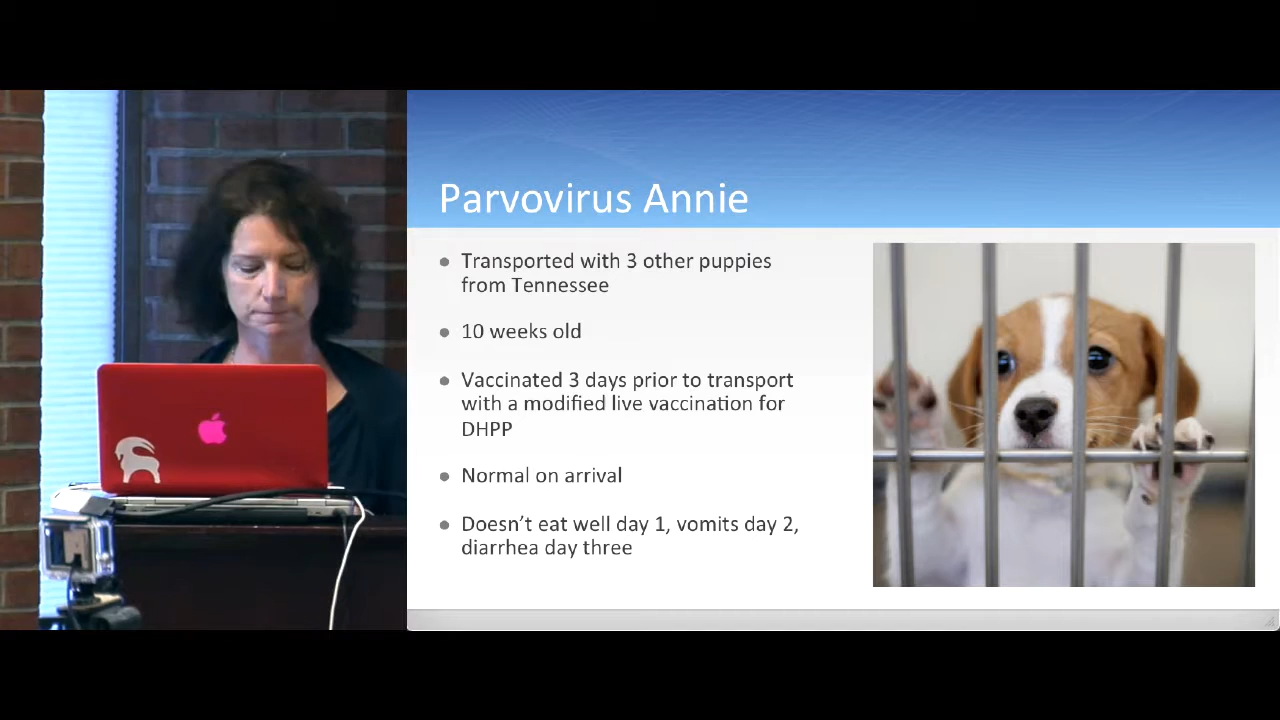 Parvovirus Annie
Transported with 3 other puppies
from Tennessee
10 weeks old
Vaccinated 3 days prior to transport
with a modified live vaccination for
DHPP
Normal on arrival
Doesn't eat well day 1, vomits day 2,
diarrhea day three